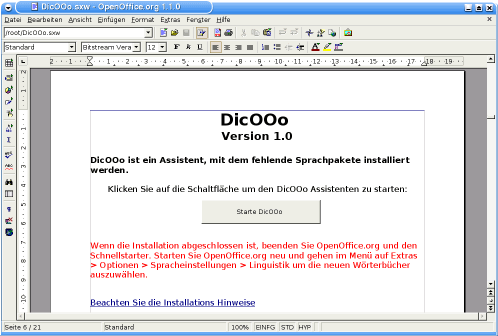 DicOOo.sxw - OpenOffice.org 1.1.0
Datei Bearbeiten Ansicht Einfügen Format Extras Fenster Hilfe
/root/DicOOo.sxw
Standard Bitstream Vera 12 F K U
DicOOo
Version 1.0
DicOOo ist ein Assistent, mit dem fehlende Sprachpakete installiert
werden.
Klicken Sie auf die Schaltfläche um den DicOOo Assistenten zu starten:
Starte DicOOo
Wenn die Installation abgeschlossen ist, beenden Sie OpenOffice.org und den
Schnellstarter. Starten Sie OpenOffice.org neu und gehen im Menü auf Extras
> Optionen > Spracheinstellungen > Linguistik um die neuen Wörterbücher
auszuwählen.
Beachten Sie die Installations Hinweise
Seite 6 / 21 Standard 100% EINFG STD HYP